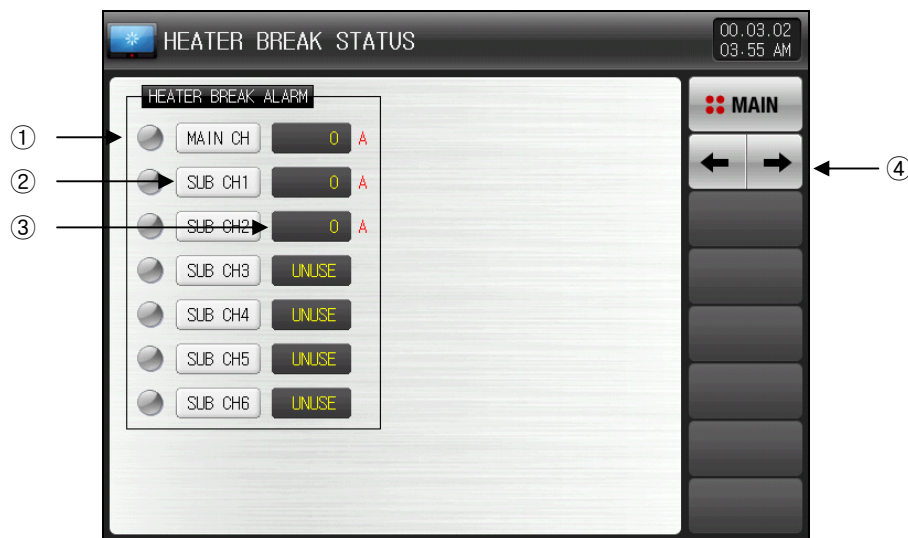 HEATER BREAK STATUS
00.03.02
03.55 AM
HEATER BREAK ALARM
MAIN
① MAIN CH 0 A
② SUB CH1 0 A
④
③ SUB CH2 0 A
SUB CH3 UNUSE
SUB CH4 UNUSE
SUB CH5 UNUSE
SUB CH6 UNUSE